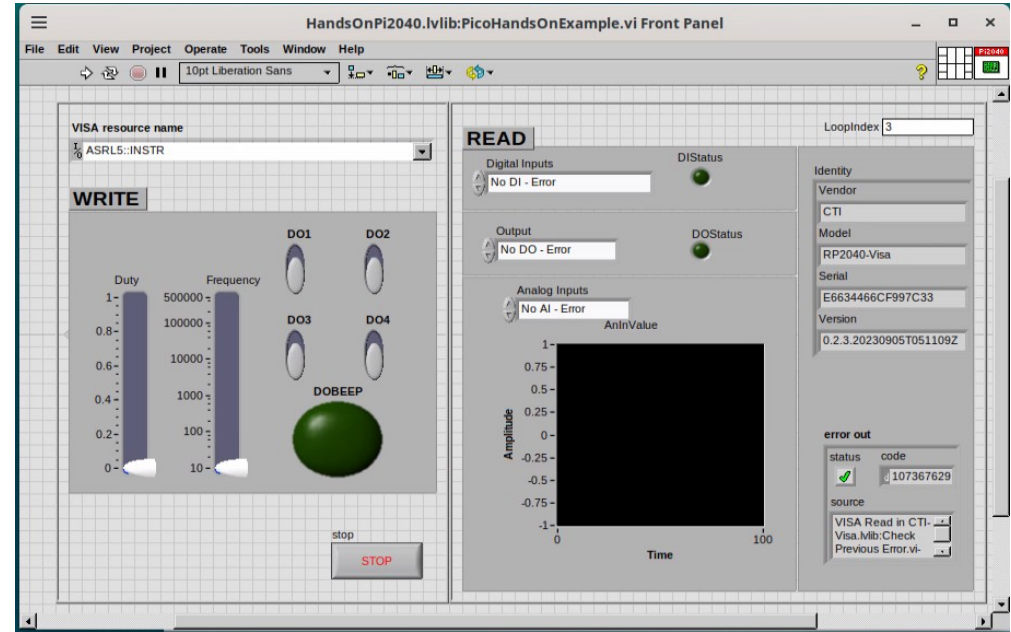 HandsOnPi2040.lvlib:PicoHandsOnExample.vi Front Panel
File Edit View Project Operate Tools Window Help
10pt Liberation Sans
Pi2040
VISA resource name
ASRL5::INSTR
WRITE
DO1 DO2
Duty Frequency
1 500000
0.8 100000
DO3 DO4
0.6 10000
0.4 1000
DOBEEP
0.2 100
0 10
stop
STOP
READ
LoopIndex 3
Digital Inputs DIStatus
No DI - Error
Output DOStatus
No DO - Error
Analog Inputs
No AI - Error
AnInValue
1
0.75
0.5
0.25
0
-0.25
-0.5
-0.75
-1
Amplitude
0 100
Time
Identity
Vendor
CTI
Model
RP2040-Visa
Serial
E6634466CF997C33
Version
0.2.3.20230905T051109Z
error out
status code
107367629
source
VISA Read in CTI-
Visa.lvlib:Check
Previous Error.vi-